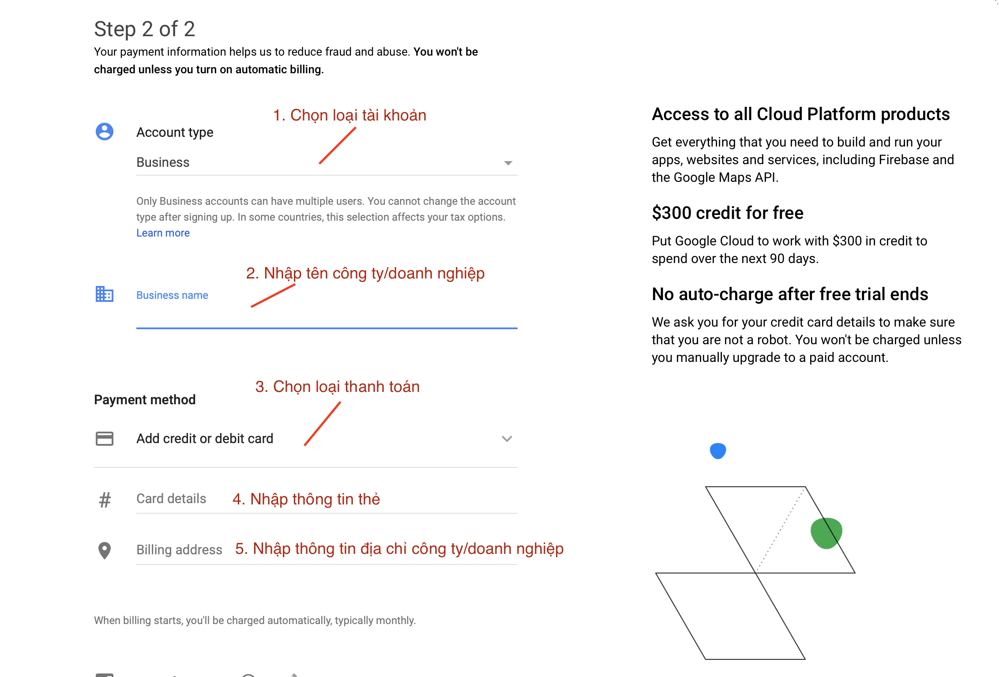 Step 2 of 2
Your payment information helps us to reduce fraud and abuse. You won't be
charged unless you turn on automatic billing.
1. Chọn loại tài khoản
Account type
Business
Only Business accounts can have multiple users. You cannot change the account
type after signing up. In some countries, this selection affects your tax options.
Learn more
2. Nhập tên công ty/doanh nghiệp
Business name
3. Chọn loại thanh toán
Payment method
Add credit or debit card
# Card details
4. Nhập thông tin thẻ
Billing address
5. Nhập thông tin địa chỉ công ty/doanh nghiệp
When billing starts, you'll be charged automatically, typically monthly.
Access to all Cloud Platform products
Get everything that you need to build and run your
apps, websites and services, including Firebase and
the Google Maps API.
$300 credit for free
Put Google Cloud to work with $300 in credit to
spend over the next 90 days.
No auto-charge after free trial ends
We ask you for your credit card details to make sure
that you are not a robot. You won't be charged unless
you manually upgrade to a paid account.